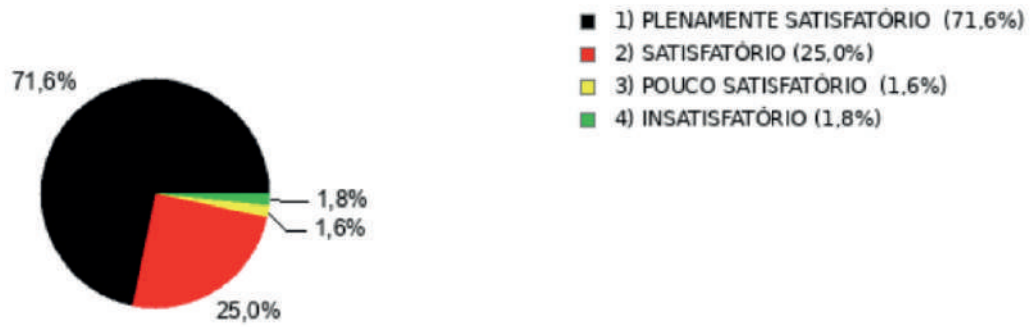 1) PLENAMENTE SATISFATÓRIO (71,6%)
2) SATISFATÓRIO (25,0%)
3) POUCO SATISFATÓRIO (1,6%)
4) INSATISFATÓRIO (1,8%)
71,6%
1,8%
1,6%
25,0%